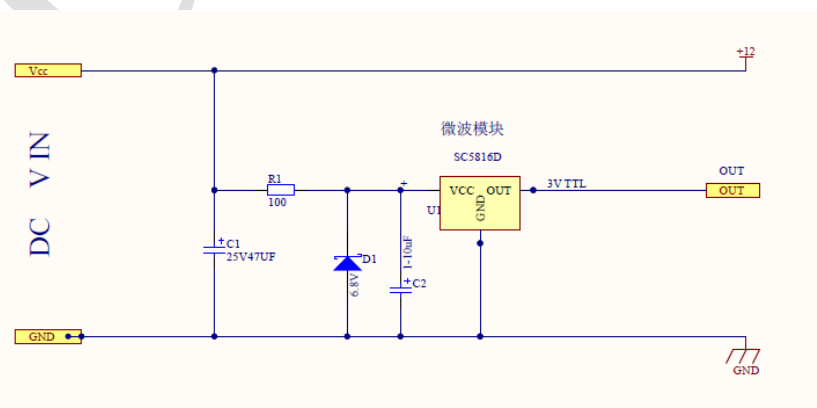 +12
Vcc
DC V IN
微波模块
SC5816D
R1
100
+
VCC OUT
GND
U1
3V TTL
OUT
OUT
+
C1
25V47UF
D1
6.8V
1-10uF
+
C2
GND
GND